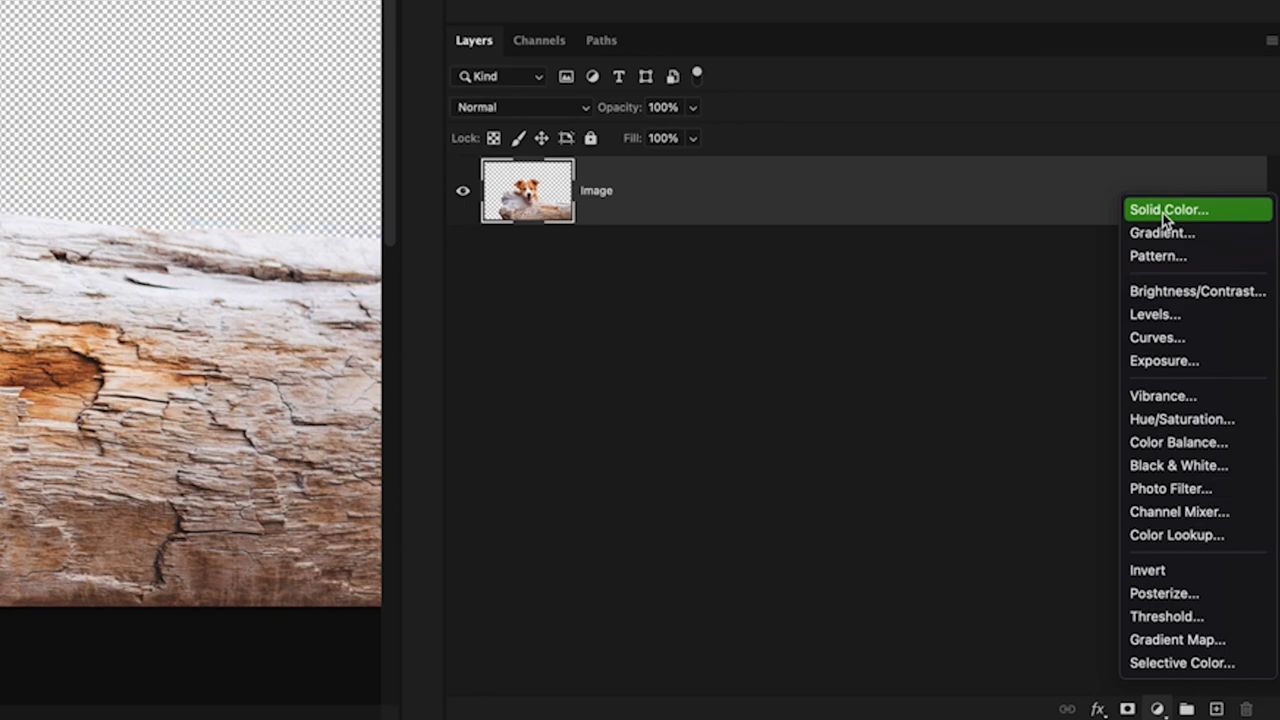 Layers Channels Paths
Kind
Normal Opacity: 100%
Lock: Fill: 100%
Image
Solid Color...
Gradient...
Pattern...
Brightness/Contrast...
Levels...
Curves...
Exposure...
Vibrance...
Hue/Saturation...
Color Balance...
Black & White...
Photo Filter...
Channel Mixer...
Color Lookup...
Invert
Posterize...
Threshold...
Gradient Map...
Selective Color...
fx